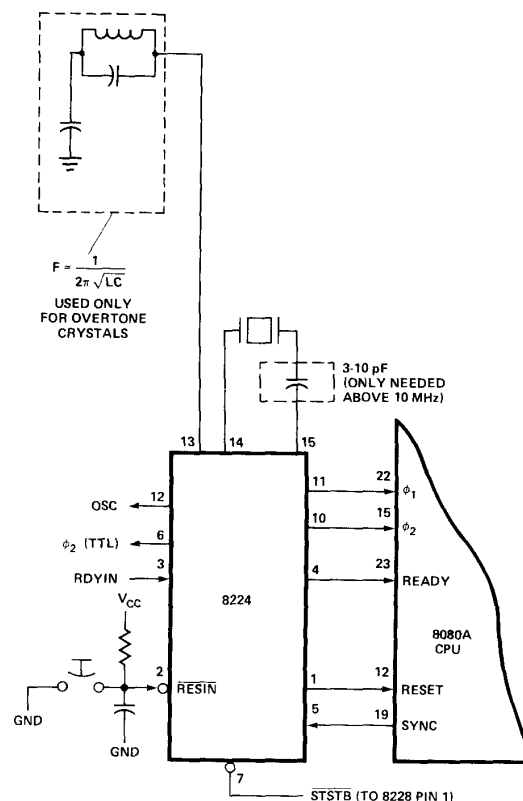 F = 1 / 2π √LC
USED ONLY
FOR OVERTONE
CRYSTALS
3-10 pF
(ONLY NEEDED
ABOVE 10 MHz)
13 14 15
11 22 ϕ1
OSC 12
10 15 ϕ2
ϕ2 (TTL) 6
RDYIN 3
4 23 READY
8224
VCC
8080A
CPU
2 RESIN
1 12 RESET
GND
5 19 SYNC
GND
7
STSTB (TO 8228 PIN 1)